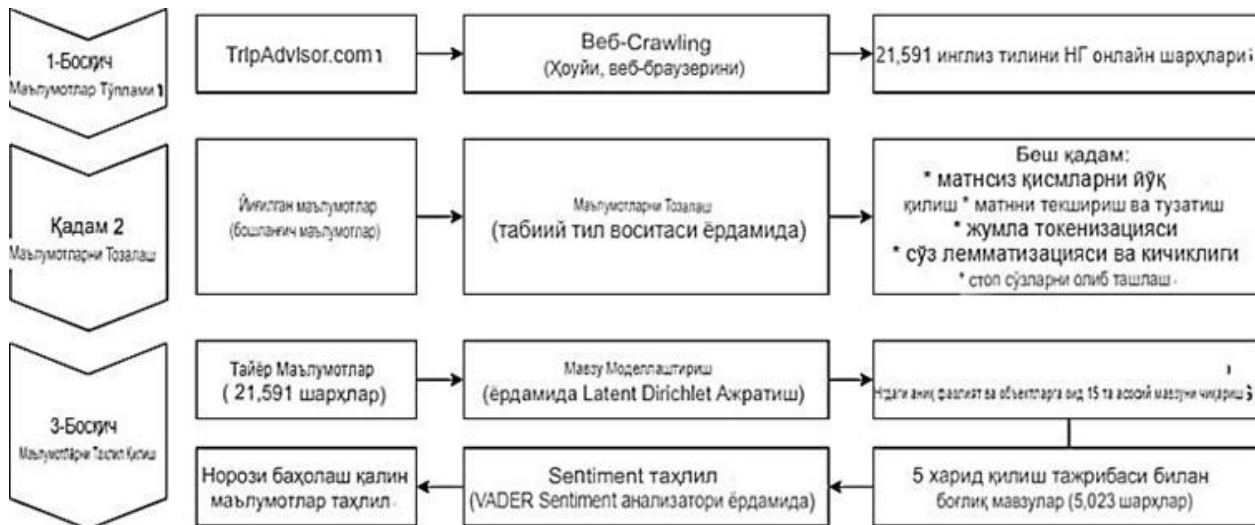 1-Босқич
Маълумотлар Тўплами 1
TripAdvisor.com1
Веб-Crawling
(Ҳоуйи, веб-браузерини)
21,591 инглиз тилини НГ онлайн шарҳлари
Қадам 2
Маълумотларни Тозалаш
Йиғилган маълумотлар
(бошланғич маълумотлар)
Маълумотларни Тозалаш
(табиий тил воситаси ёрдамида)
Беш қадам:
* матнсиз қисмларни йўқ
қилиш * матнни текшириш ва тузатиш
* жумла токенизацияси
* сўз лемматизацияси ва кичиклиги
* стоп сўзларни олиб ташлаш
3-Босқич
Маълумотларни Таҳлил Қилиш
Тайёр Маълумотлар
( 21,591 шарҳлар)
Мавзу Моделлаштириш
(ёрдамида Latent Dirichlet Ажратиш)
НГдаги аниқ фаолият ва объектларга оид 15 та асосий мавзуни чиқариш
Норози баҳолаш қалин
маълумотлар таҳлил
Sentiment таҳлил
(VADER Sentiment анализатори ёрдамида)
5 харид қилиш тажрибаси билан
боғлиқ мавзулар (5,023 шарҳлар)